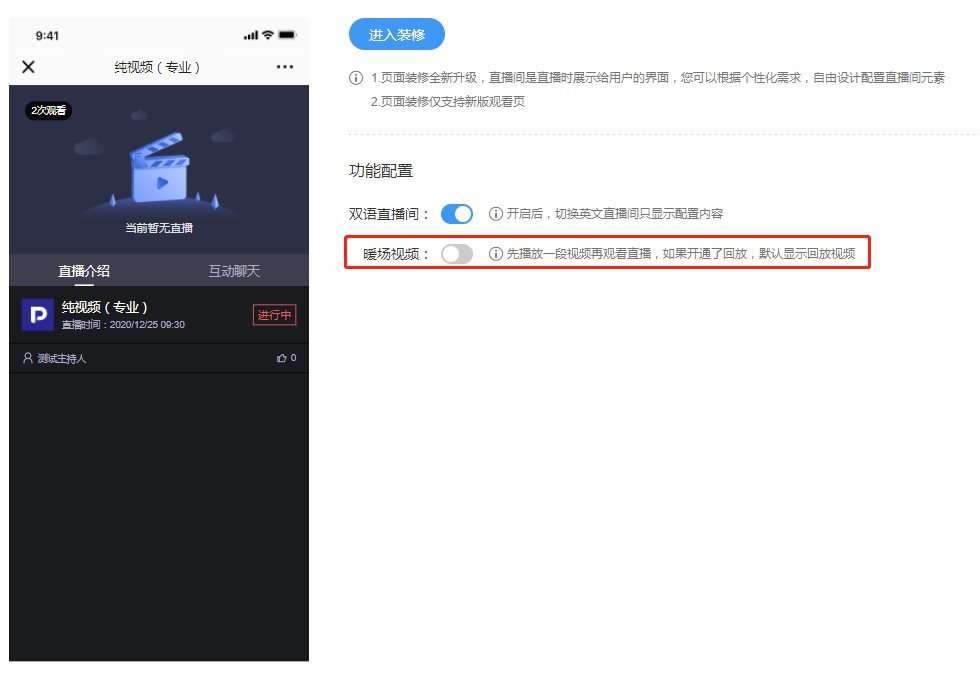 9:41
纯视频（专业）
2次观看
当前暂无直播
直播介绍
互动聊天
P
纯视频（专业）
直播时间：2020/12/25 09:30
进行中
测试主持人
0
进入装修
1.页面装修全新升级，直播间是直播时展示给用户的界面，您可以根据个性化需求，自由设计配置直播间元素
2.页面装修仅支持新版观看页
功能配置
双语直播间：
开启后，切换英文直播间只显示配置内容
暖场视频：
先播放一段视频再观看直播，如果开通了回放，默认显示回放视频